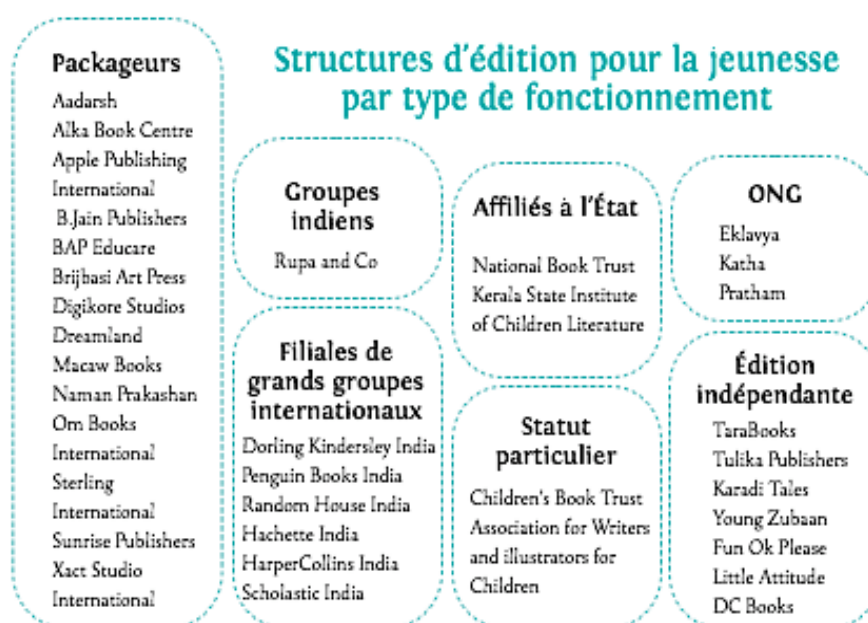 Structures d'édition pour la jeunesse
par type de fonctionnement
Packageurs
Aadarsh
Alka Book Centre
Apple Publishing
International
B.Jain Publishers
BAP Educare
Brijbasi Art Press
Digikore Studios
Dreamland
Macaw Books
Naman Prakashan
Om Books
International
Sterling
International
Sunrise Publishers
Xact Studio
International
Groupes
indiens
Rupa and Co
Filiales de
grands groupes
internationaux
Dorling Kindersley India
Penguin Books India
Random House India
Hachette India
HarperCollins India
Scholastic India
Affiliés à l'État
National Book Trust
Kerala State Institute
of Children Literature
Statut
particulier
Children's Book Trust
Association for Writers
and illustrators for
Children
ONG
Eklavya
Katha
Pratham
Édition
indépendante
TaraBooks
Tulika Publishers
Karadi Tales
Young Zubaan
Fun Ok Please
Little Attitude
DC Books